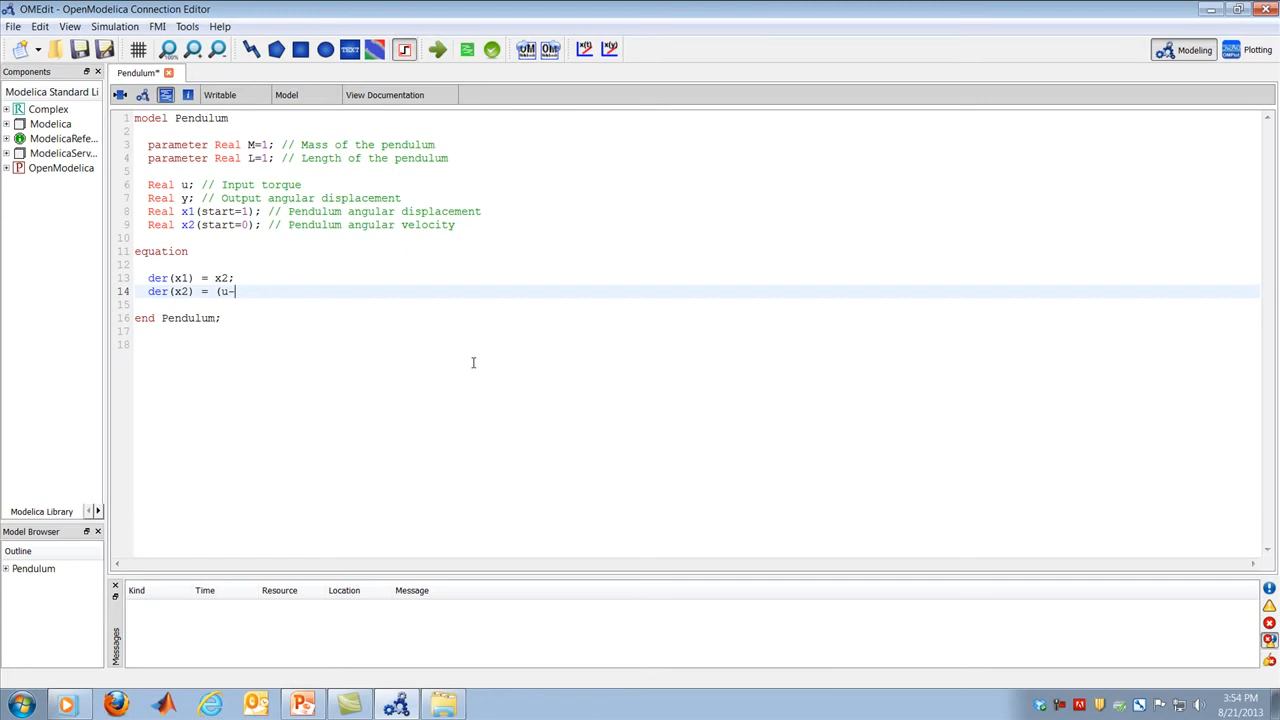 OMEdit - OpenModelica Connection Editor
File Edit View Simulation FMI Tools Help
100% TEXT UM OM x(t) x(y) Modeling Plotting
Components
Pendulum*
Modelica Standard Li
Writable Model View Documentation
Complex
Modelica
ModelicaRefe...
ModelicaServ...
OpenModelica
1 model Pendulum
2
3 parameter Real M=1; // Mass of the pendulum
4 parameter Real L=1; // Length of the pendulum
5
6 Real u; // Input torque
7 Real y; // Output angular displacement
8 Real x1(start=1); // Pendulum angular displacement
9 Real x2(start=0); // Pendulum angular velocity
10
11 equation
12
13 der(x1) = x2;
14 der(x2) = (u-
15
16 end Pendulum;
17
18
Modelica Library
Model Browser
Outline
Pendulum
Messages
Kind Time Resource Location Message
3:54 PM
8/21/2013